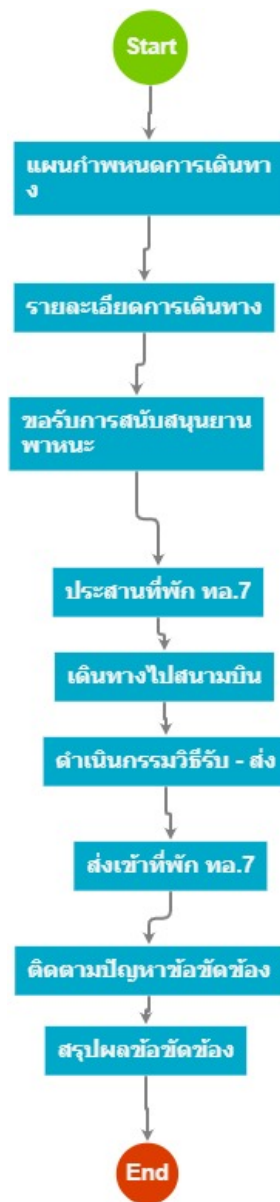 Start
แผนกำพหนดการเดินทา
ง
รายละเอียดการเดินทาง
ขอรับการสนับสนุนยาน
พาหนะ
ประสานที่พัก ทอ.7
เดินทางไปสนามบิน
ดำเนินกรรมวิธีรับ - ส่ง
ส่งเข้าที่พัก ทอ.7
ติดตามปัญหาข้อขัดข้อง
สรุปผลข้อขัดข้อง
End